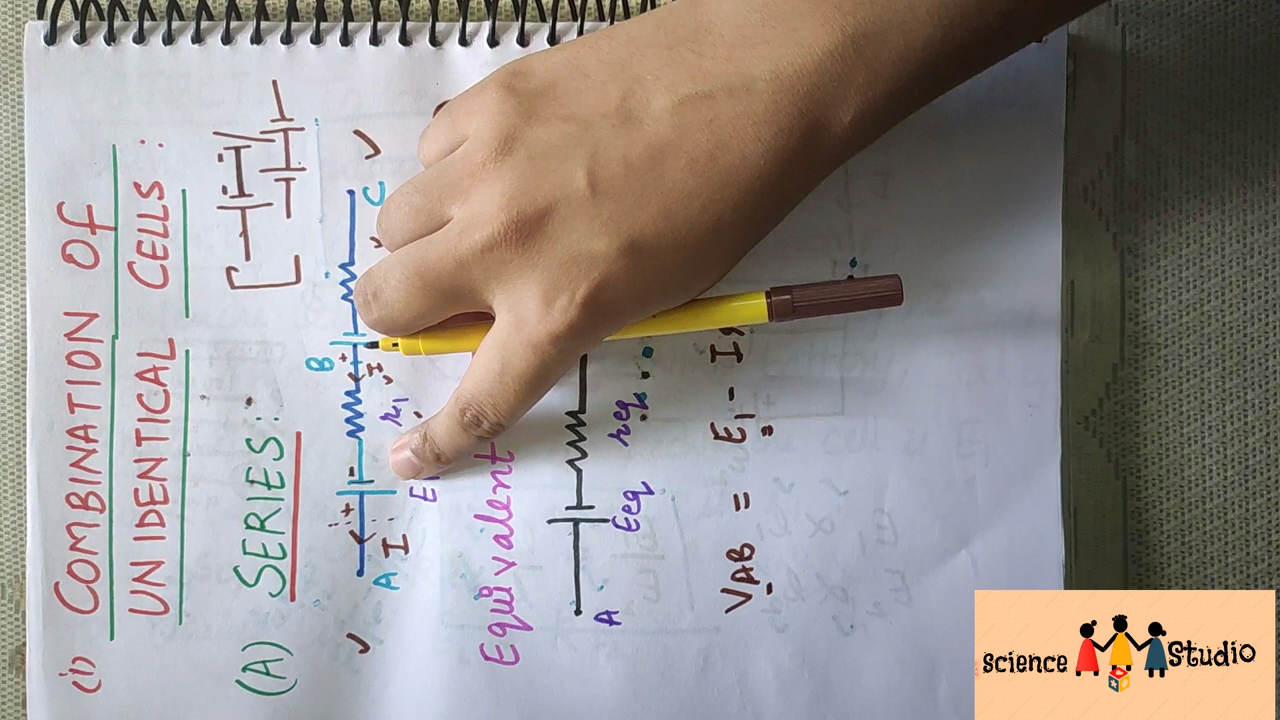 (i) COMBINATION Of
UNIDENTICAL CELLS :
(A) SERIES :
B
+ - + I
A I r1 C
E1
Equivalent
A Eeq req
VAB = E1 - I
Science Studio